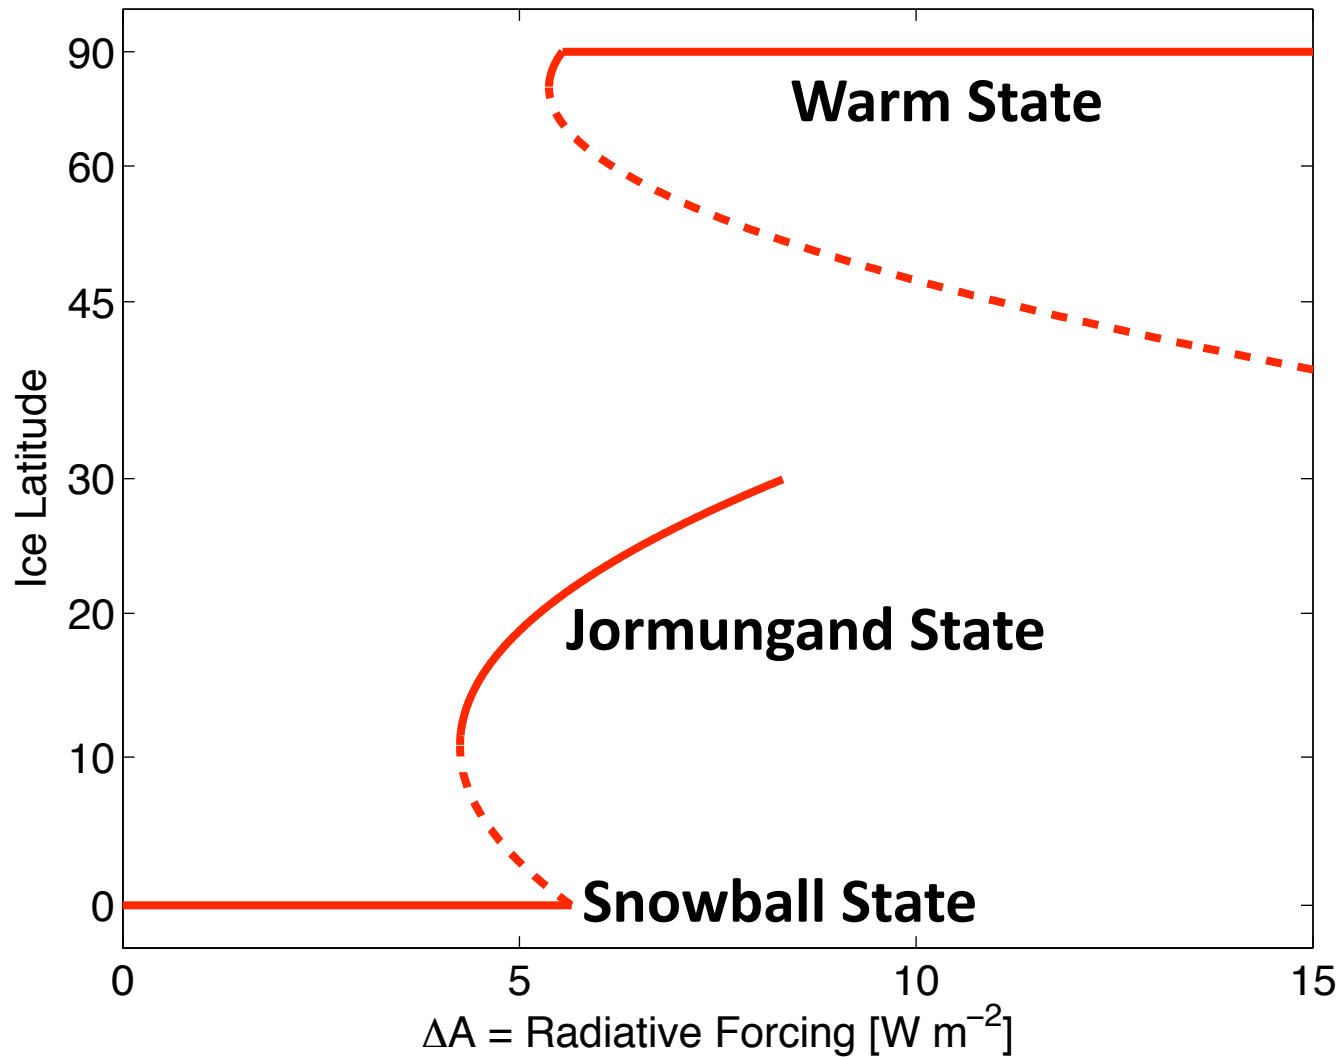 90
Warm State
60
45
Ice Latitude
30
20
Jormungand State
10
0
Snowball State
0 5 10 15
ΔA = Radiative Forcing [W m⁻²]